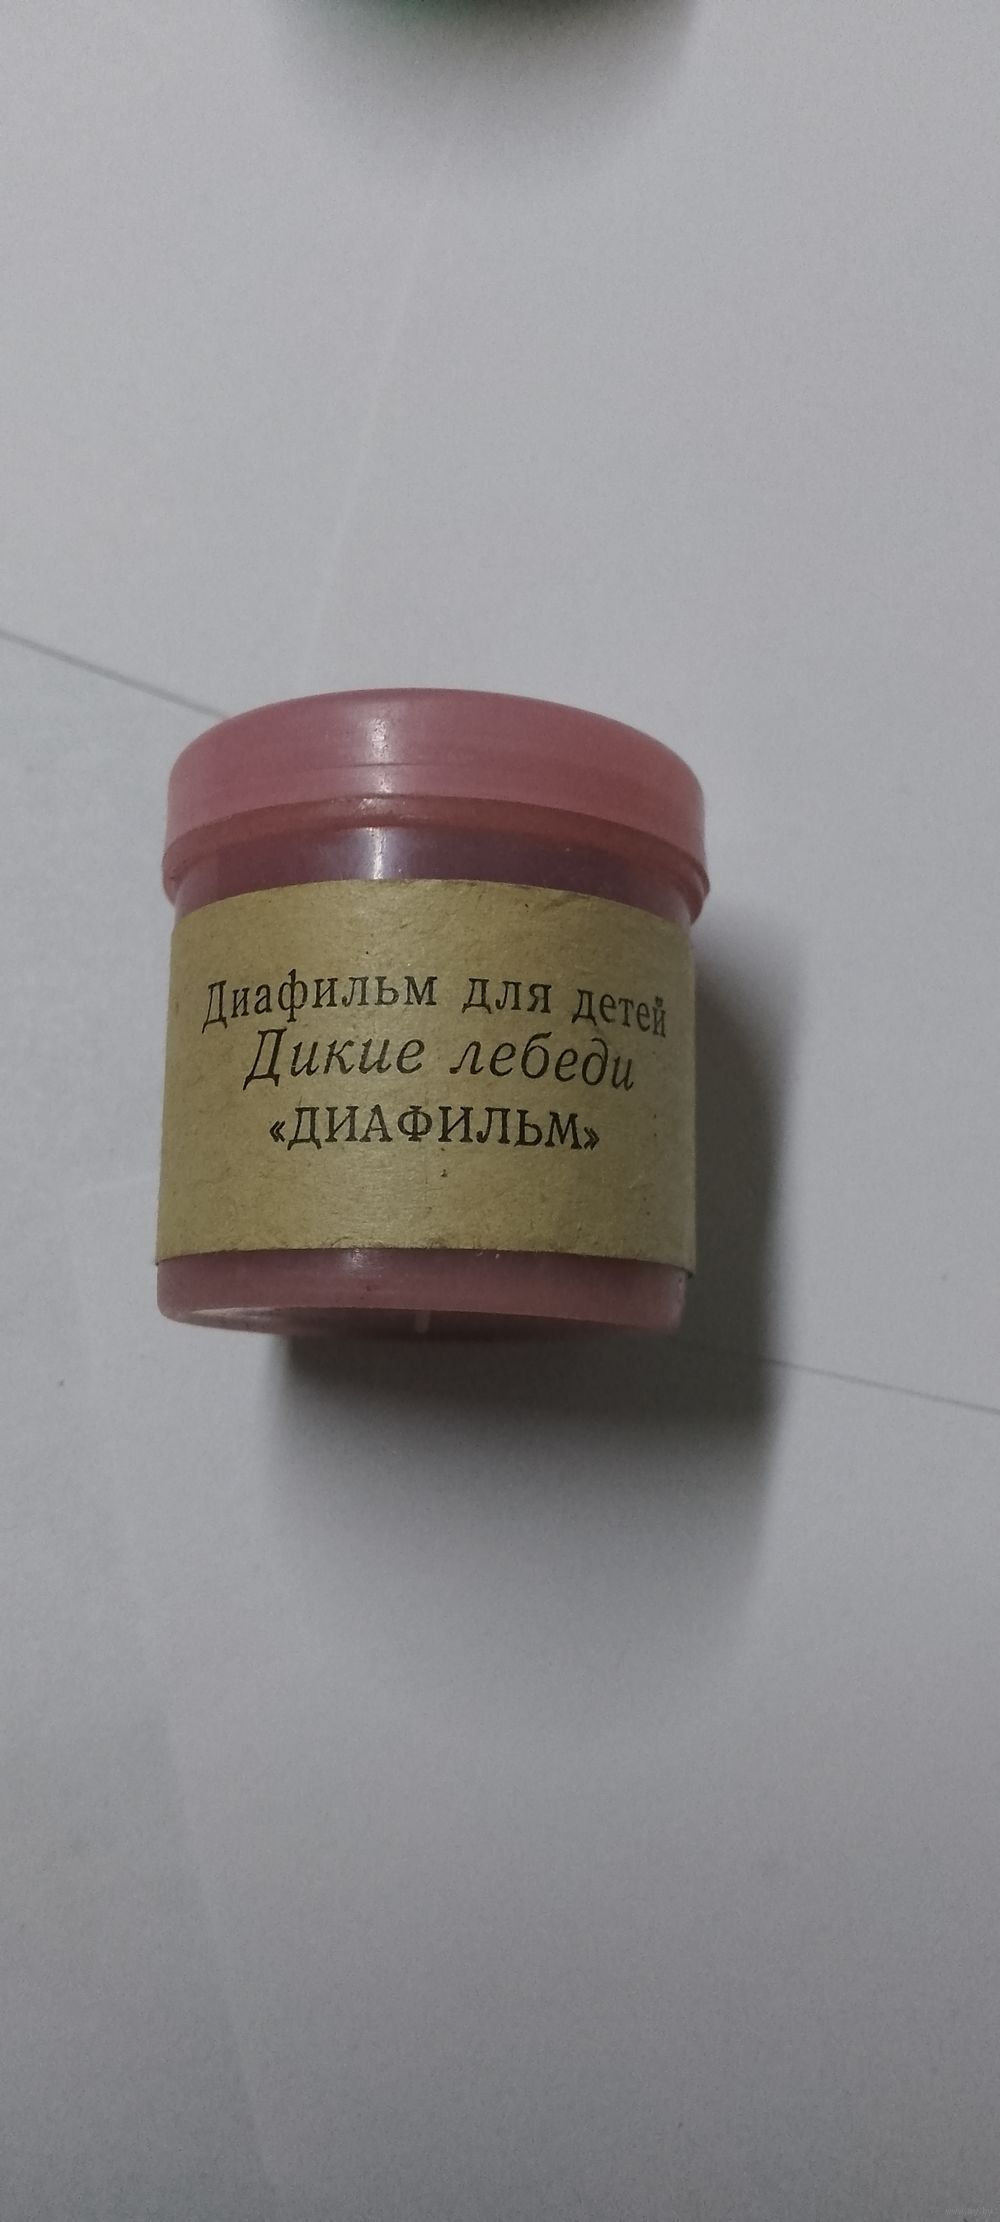 Диафильм для детей
Дикие лебеди
«ДИАФИЛЬМ»